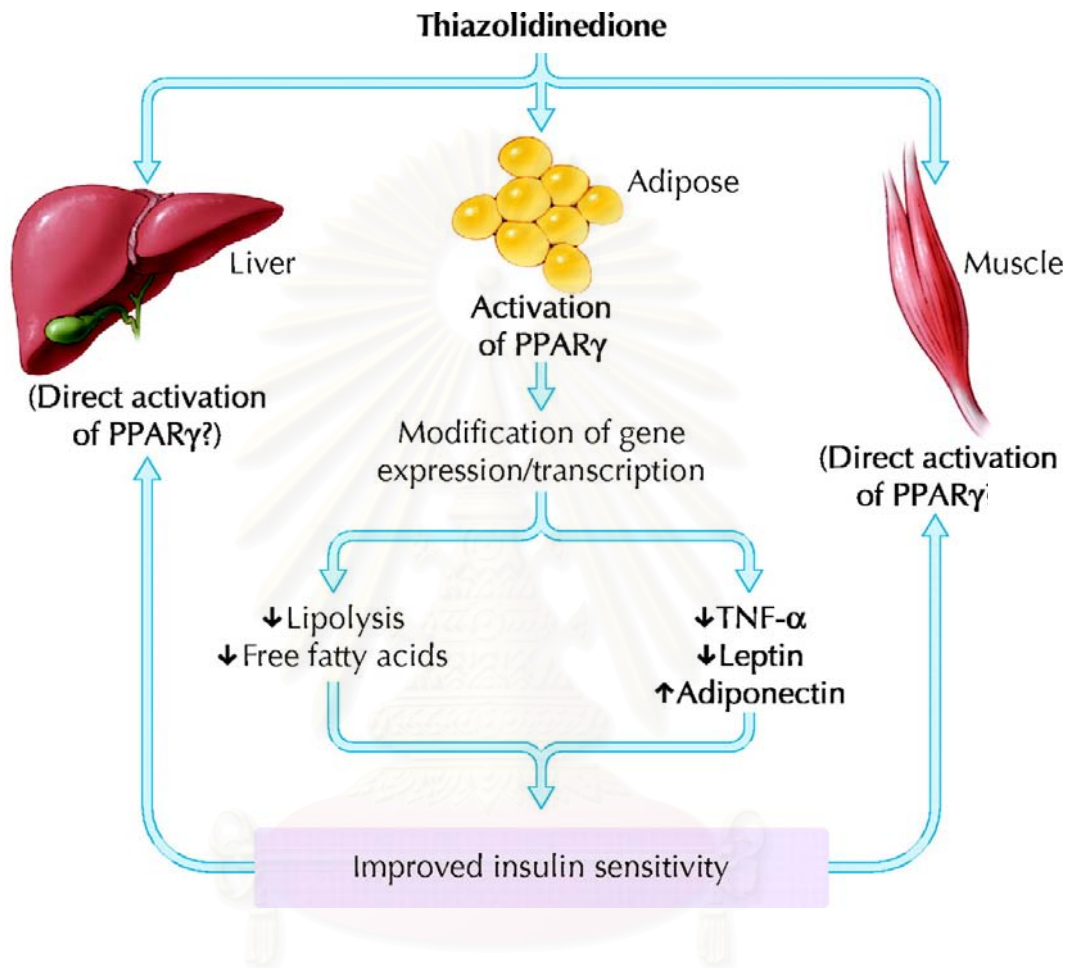 Thiazolidinedione
Adipose
Liver
Muscle
Activation
of PPARγ
(Direct activation
of PPARγ?)
Modification of gene
expression/transcription
(Direct activation
of PPARγ
↓Lipolysis
↓Free fatty acids
↓TNF-α
↓Leptin
↑Adiponectin
Improved insulin sensitivity